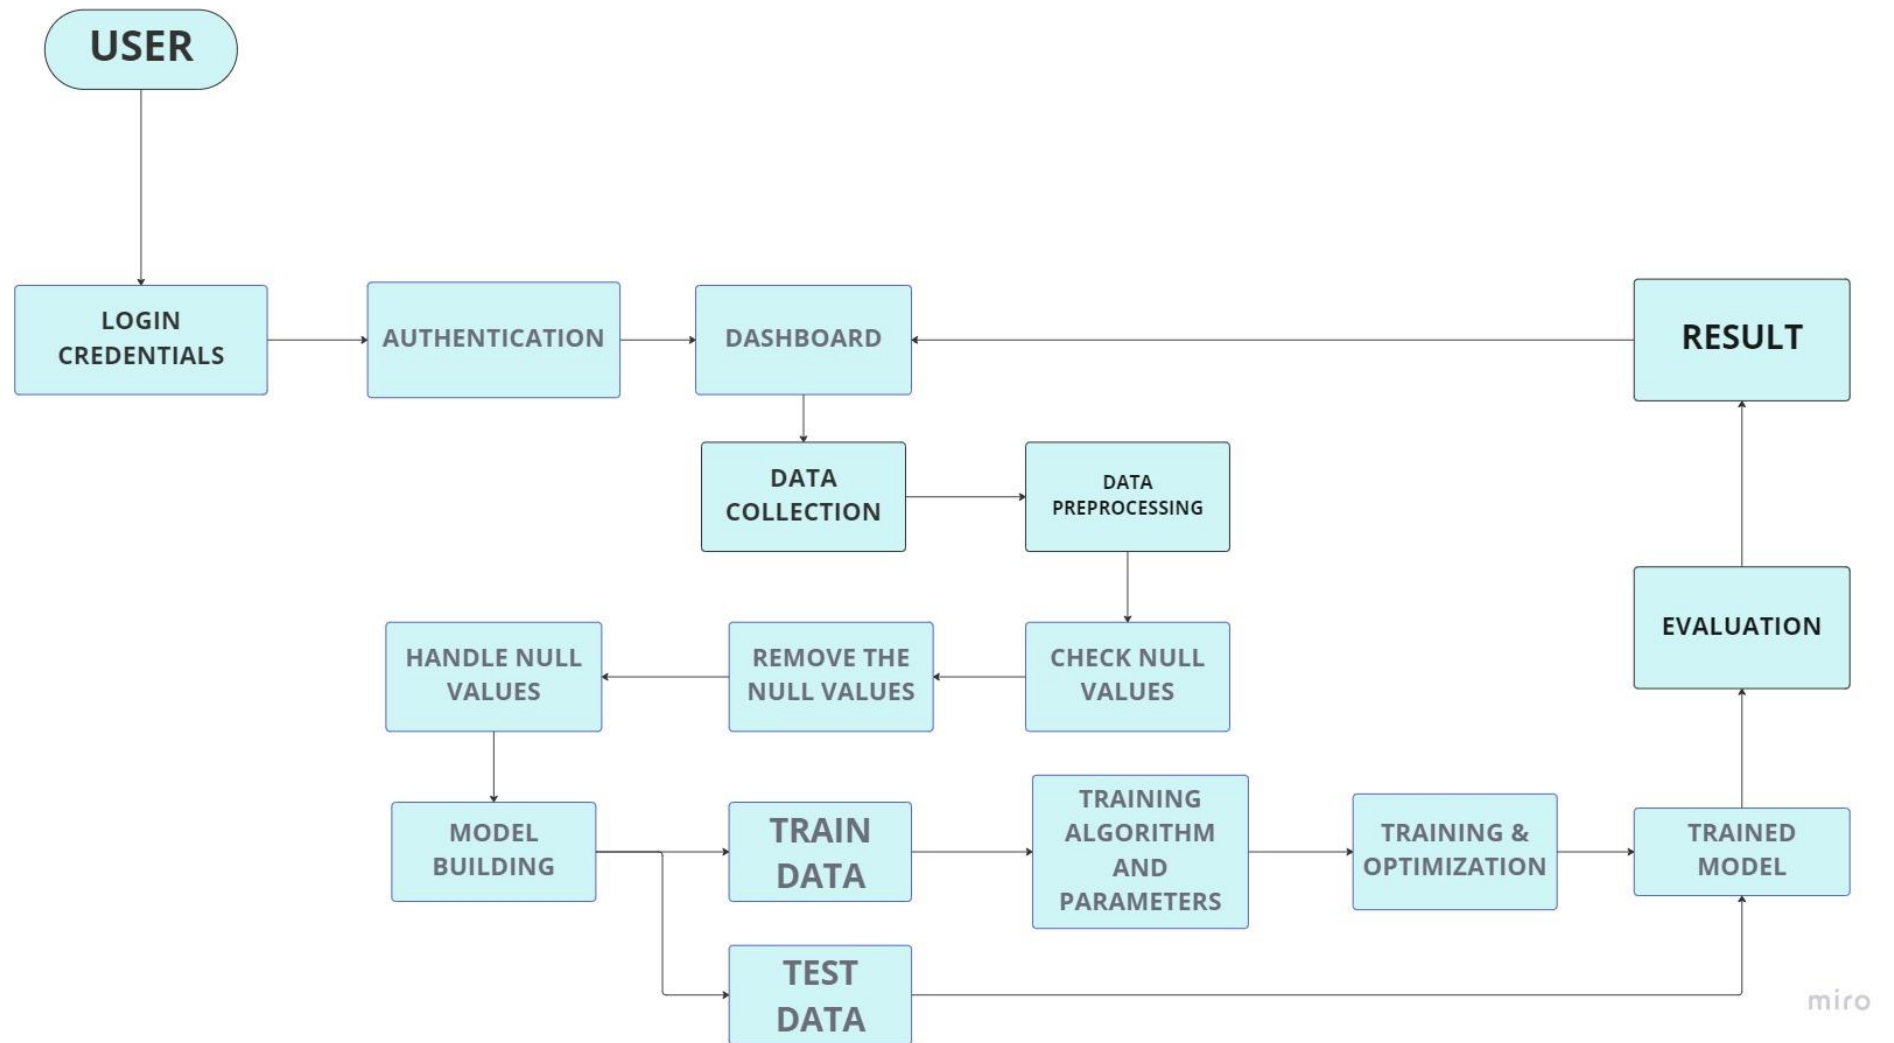 USER
LOGIN
CREDENTIALS
AUTHENTICATION
DASHBOARD
RESULT
DATA
COLLECTION
DATA
PREPROCESSING
EVALUATION
HANDLE NULL
VALUES
REMOVE THE
NULL VALUES
CHECK NULL
VALUES
MODEL
BUILDING
TRAIN
DATA
TRAINING
ALGORITHM
AND
PARAMETERS
TRAINING &
OPTIMIZATION
TRAINED
MODEL
TEST
DATA
miro